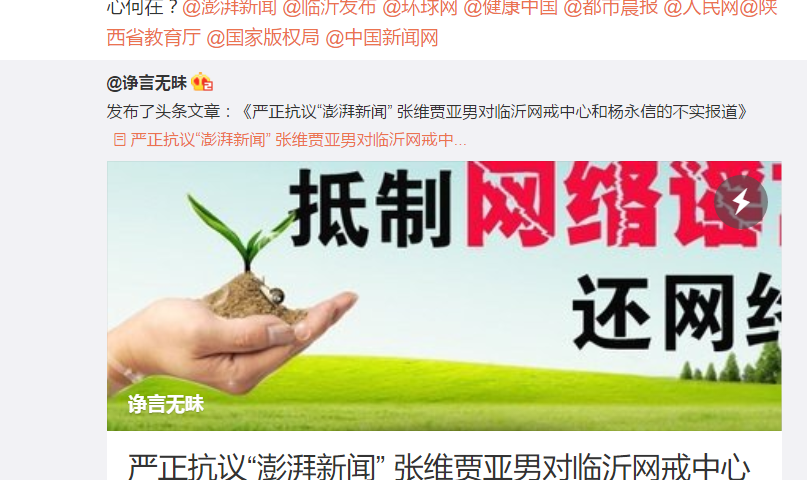 心何在？@澎湃新闻 @临沂发布 @环球网 @健康中国 @都市晨报 @人民网@陕
西省教育厅 @国家版权局 @中国新闻网
@诤言无昧
发布了头条文章：《严正抗议“澎湃新闻” 张维贾亚男对临沂网戒中心和杨永信的不实报道》
严正抗议“澎湃新闻” 张维贾亚男对临沂网戒中...
抵制网络谣
还网络
诤言无昧
严正抗议“澎湃新闻” 张维贾亚男对临沂网戒中心